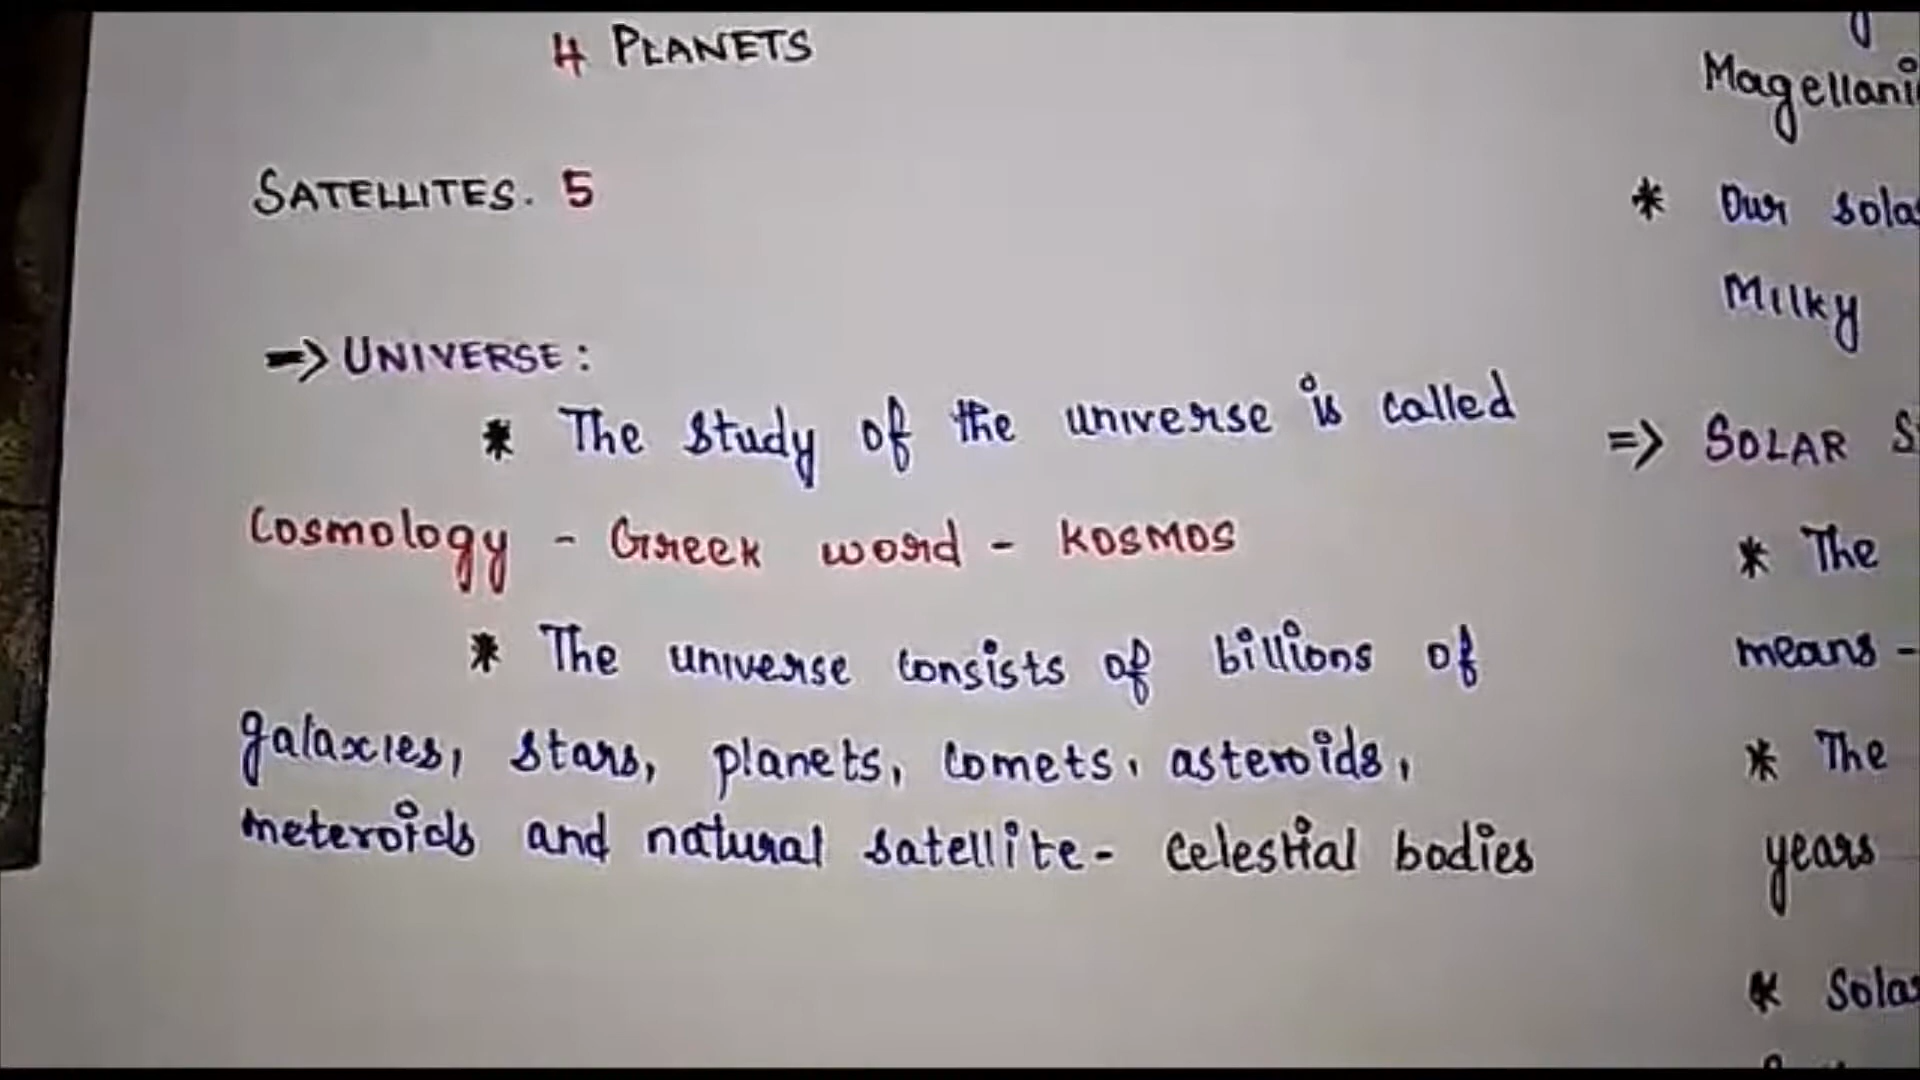 4 PLANETS
SATELLITES. 5
=> UNIVERSE:
* The study of the universe is called
Cosmology - Greek word - KOSMOS
* The universe consists of billions of
galaxies, stars, planets, comets, asteroids,
meteroids and natural satellite - celestial bodies
Magellani
* Our solar
Milky
=> SOLAR S
* The
means -
* The
years
* Solar